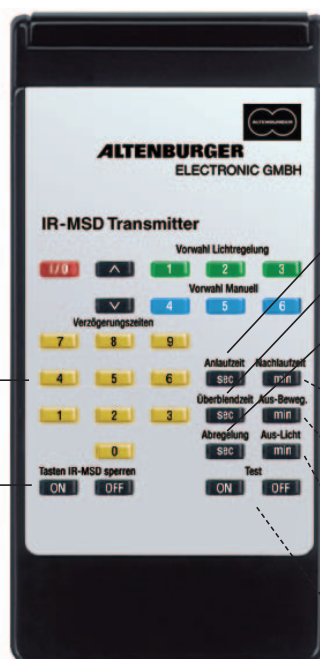 ALTENBURGER
ALTENBURGER
ELECTRONIC GMBH
IR-MSD Transmitter
Vorwahl Lichtregelung
I/0 ∧ 1 2 3
Vorwahl Manuell
∨ 4 5 6
Verzögerungszeiten
7 8 9
Anlaufzeit Nachlaufzeit
4 5 6 sec min
Überblendzeit Aus-Beweg.
1 2 3 sec min
Abregelung Aus-Licht
0 sec min
Tasten IR-MSD sperren Test
ON OFF ON OFF